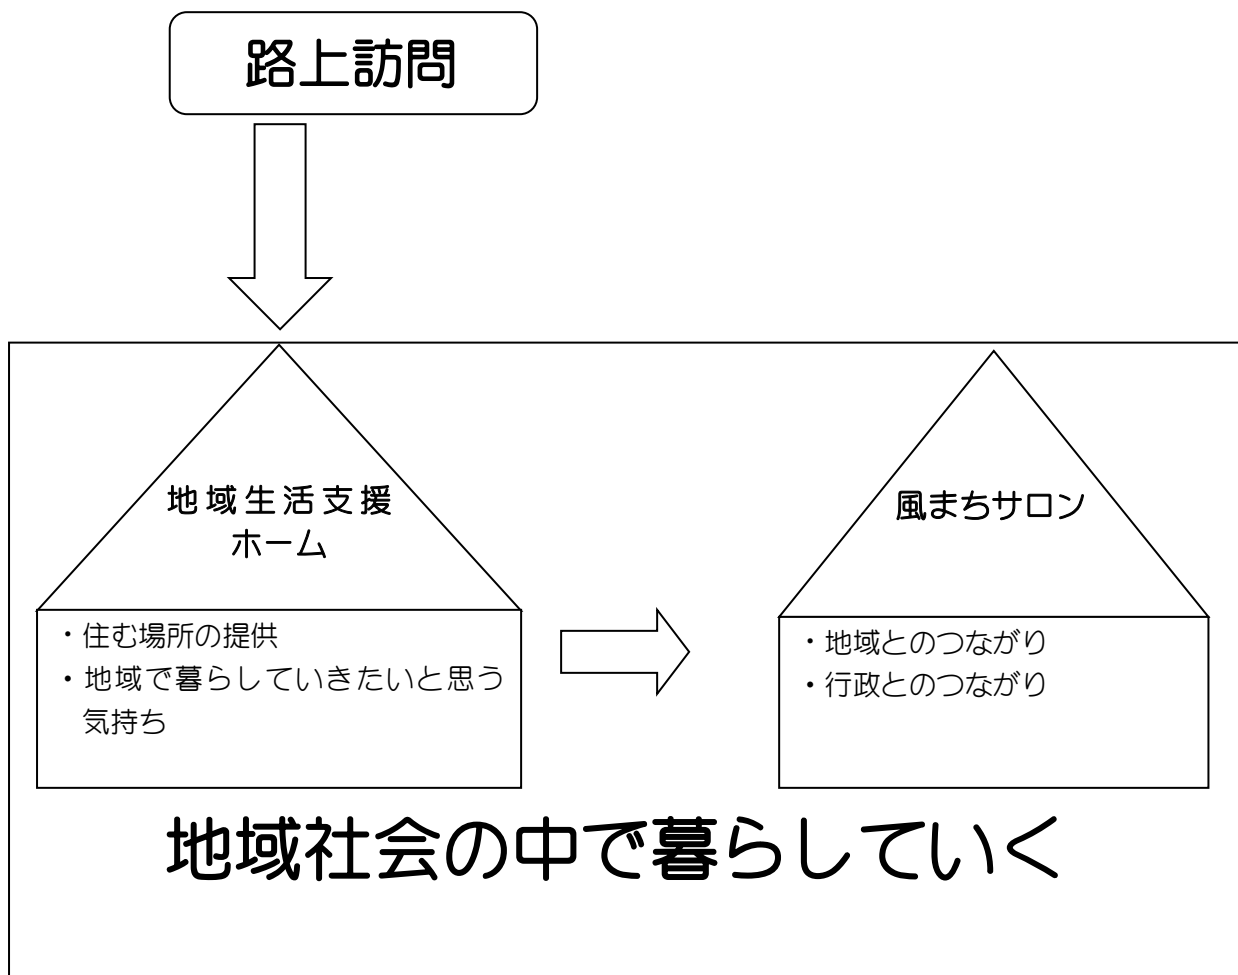 路上訪問
地域生活支援
ホーム
・住む場所の提供
・地域で暮らしていきたいと思う
気持ち
風まちサロン
・地域とのつながり
・行政とのつながり
地域社会の中で暮らしていく